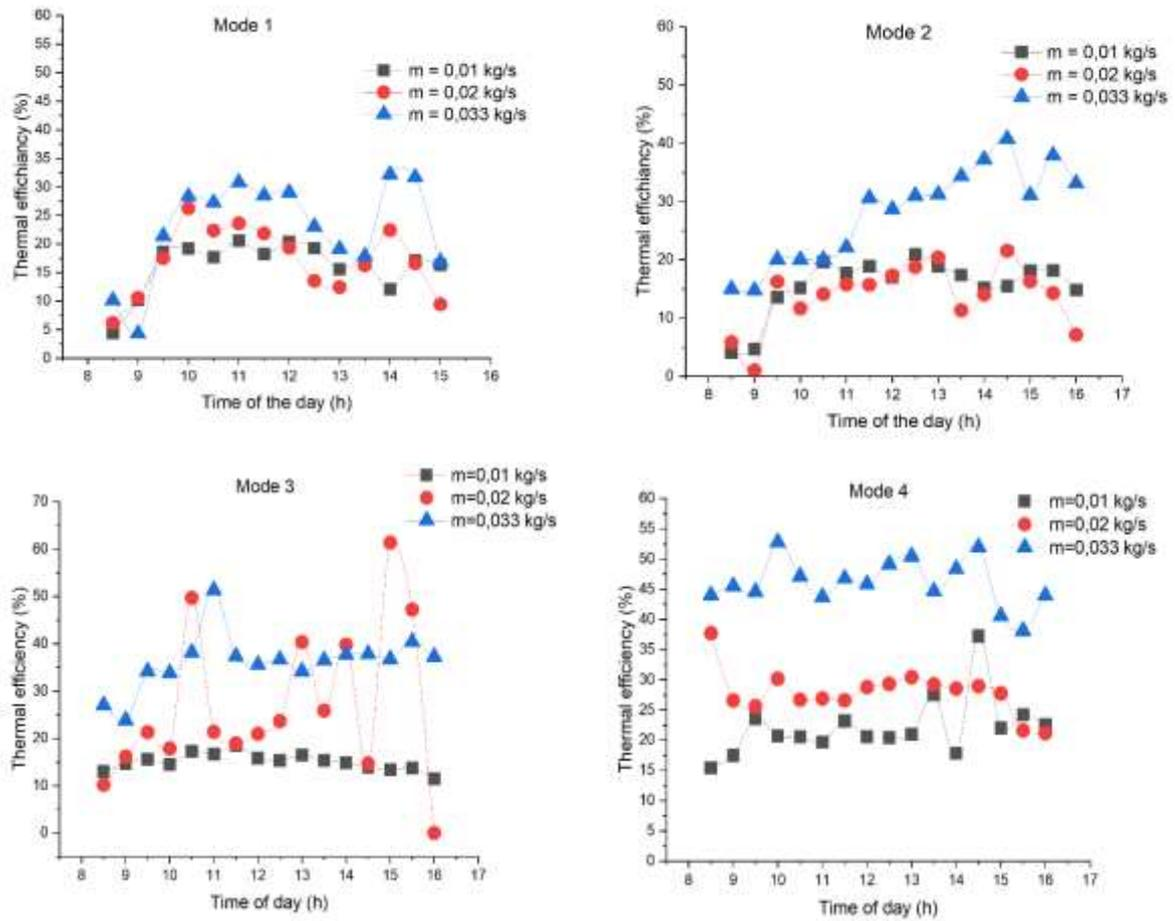 Mode 1
m = 0,01 kg/s
m = 0,02 kg/s
m = 0,033 kg/s
Thermal effichiancy (%)
60
55
50
45
40
35
30
25
20
15
10
5
0
8 9 10 11 12 13 14 15 16
Time of the day (h)
Mode 2
m = 0,01 kg/s
m = 0,02 kg/s
m = 0,033 kg/s
Thermal effichiancy (%)
60
50
40
30
20
10
0
8 9 10 11 12 13 14 15 16 17
Time of the day (h)
Mode 3
m=0,01 kg/s
m=0,02 kg/s
m=0,033 kg/s
Thermal efficiency (%)
70
60
50
40
30
20
10
0
8 9 10 11 12 13 14 15 16 17
Time of day (h)
Mode 4
m=0,01 kg/s
m=0,02 kg/s
m=0,033 kg/s
Thermal efficiency (%)
60
55
50
45
40
35
30
25
20
15
10
5
0
8 9 10 11 12 13 14 15 16 17
Time of day (h)